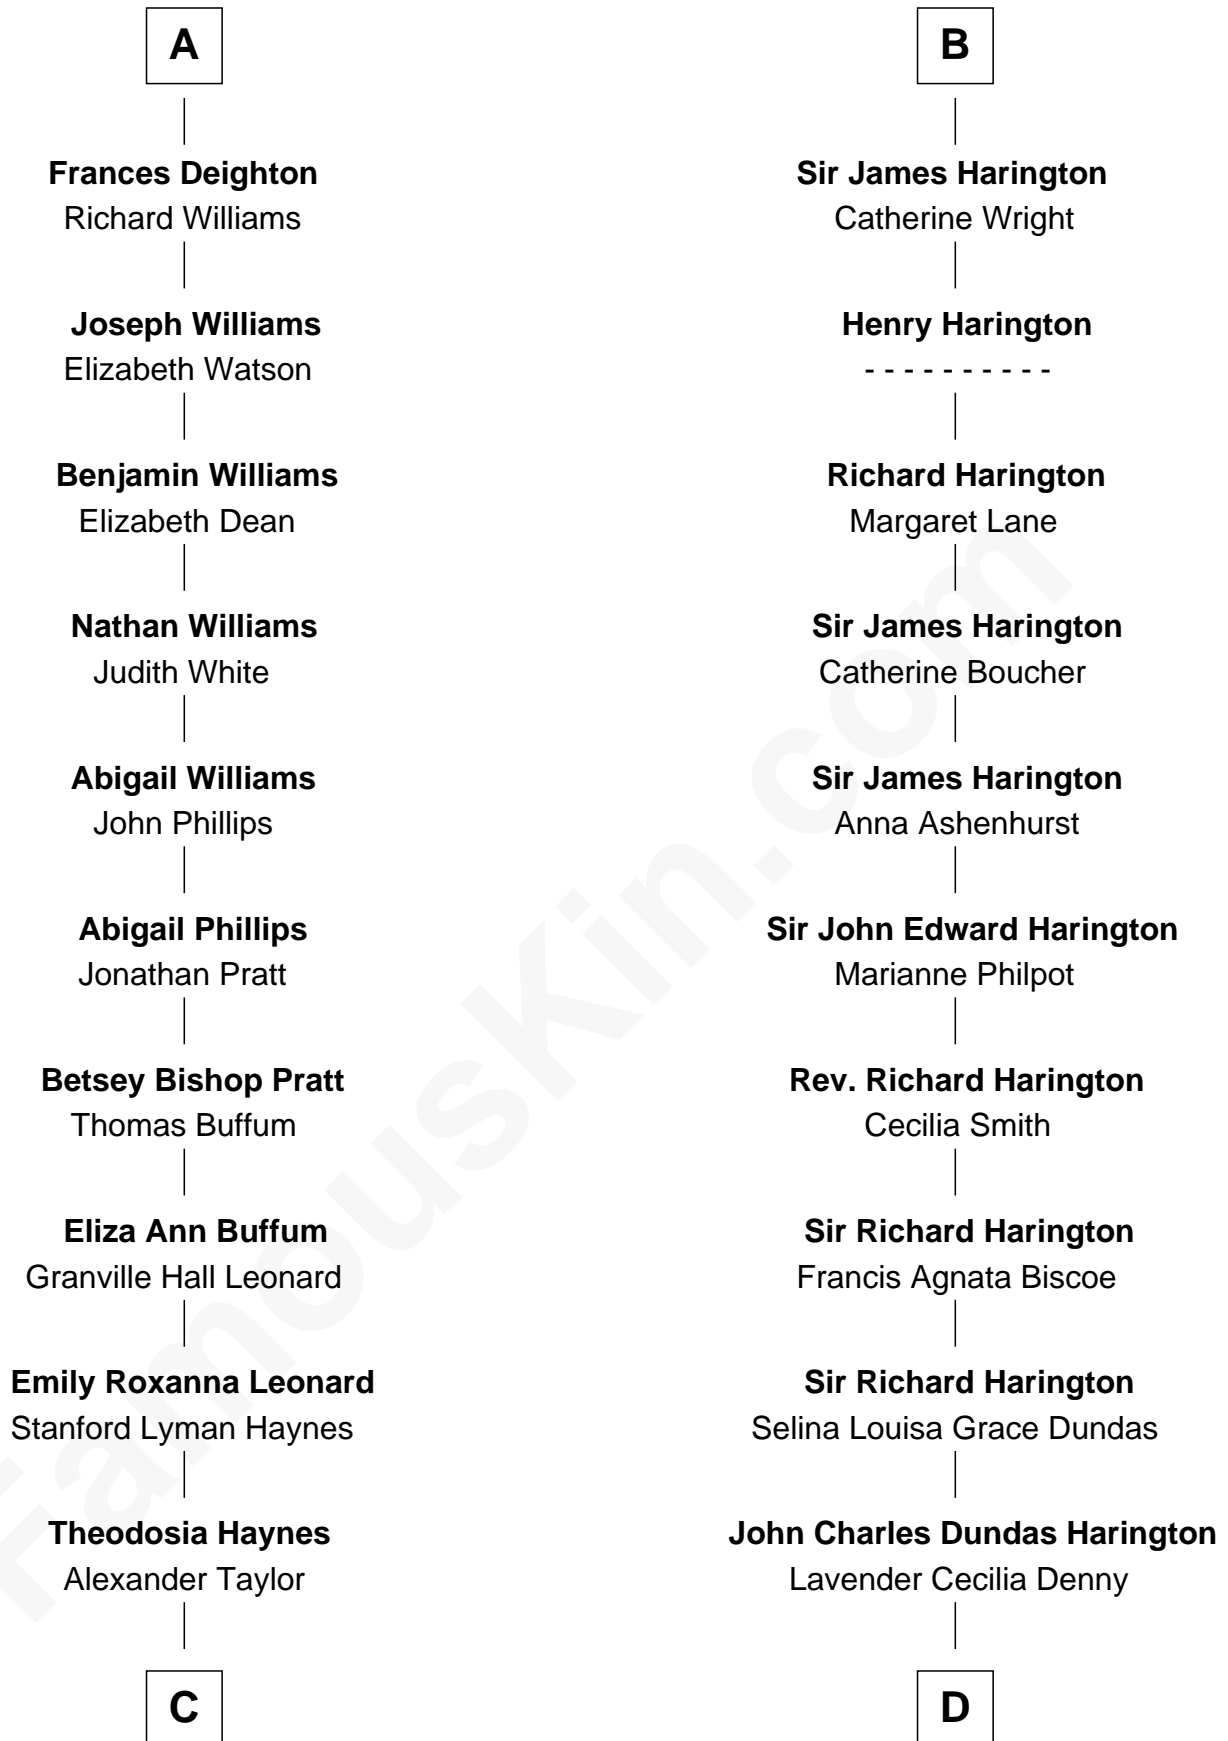 A
Frances Deighton
Richard Williams
Joseph Williams
Elizabeth Watson
Benjamin Williams
Elizabeth Dean
Nathan Williams
Judith White
Abigail Williams
John Phillips
Abigail Phillips
Jonathan Pratt
Betsey Bishop Pratt
Thomas Buffum
Eliza Ann Buffum
Granville Hall Leonard
Emily Roxanna Leonard
Stanford Lyman Haynes
Theodosia Haynes
Alexander Taylor
C
B
Sir James Harington
Catherine Wright
Henry Harington
- - - - - - - - - -
Richard Harington
Margaret Lane
Sir James Harington
Catherine Boucher
Sir James Harington
Anna Ashenhurst
Sir John Edward Harington
Marianne Philpot
Rev. Richard Harington
Cecilia Smith
Sir Richard Harington
Francis Agnata Biscoe
Sir Richard Harington
Selina Louisa Grace Dundas
John Charles Dundas Harington
Lavender Cecilia Denny
D
FamousKin.com